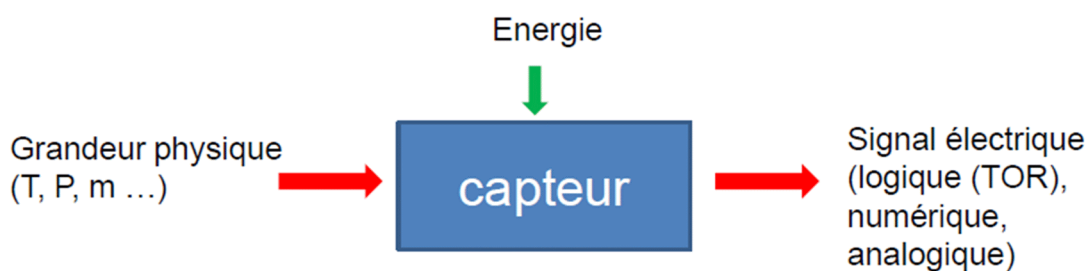 Energie
Grandeur physique
(T, P, m ...)
capteur
Signal électrique
(logique (TOR),
numérique,
analogique)